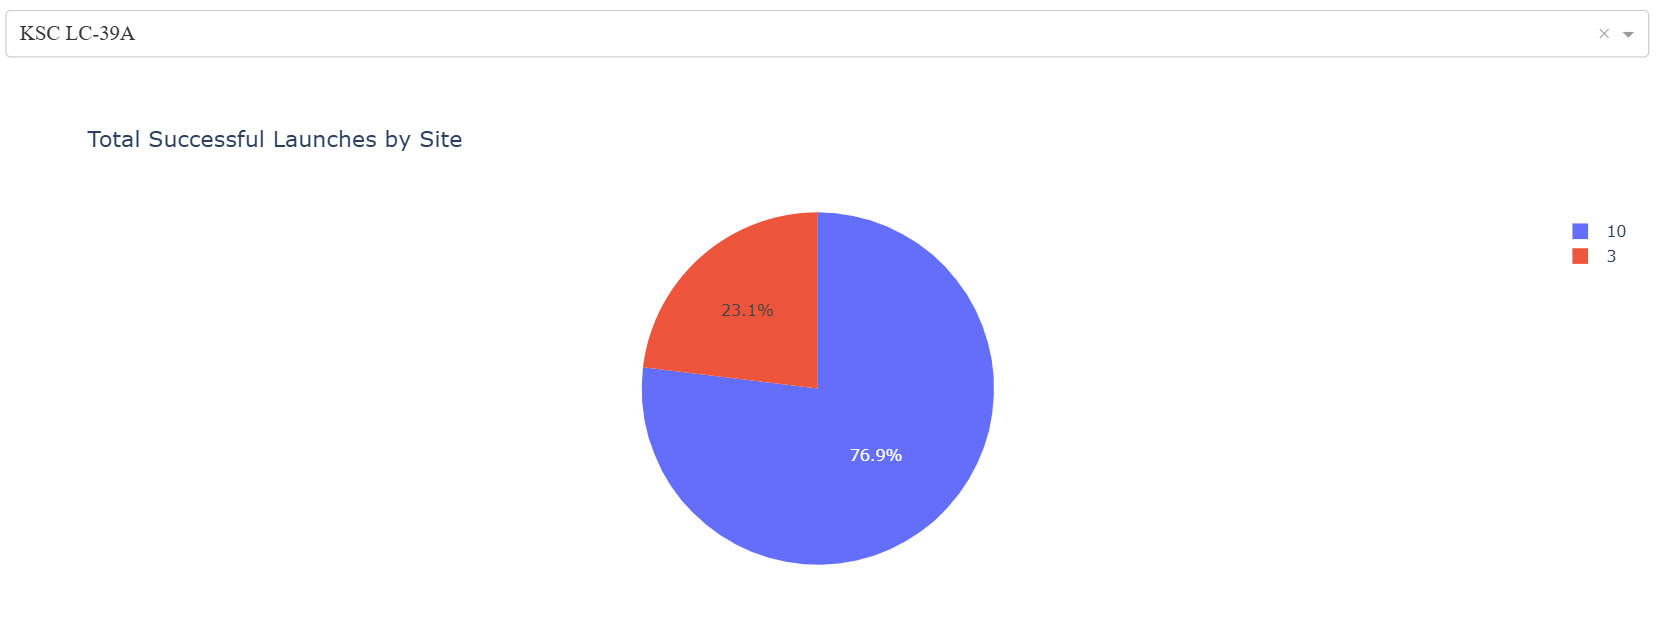 KSC LC-39A
Total Successful Launches by Site
10
3
23.1%
76.9%